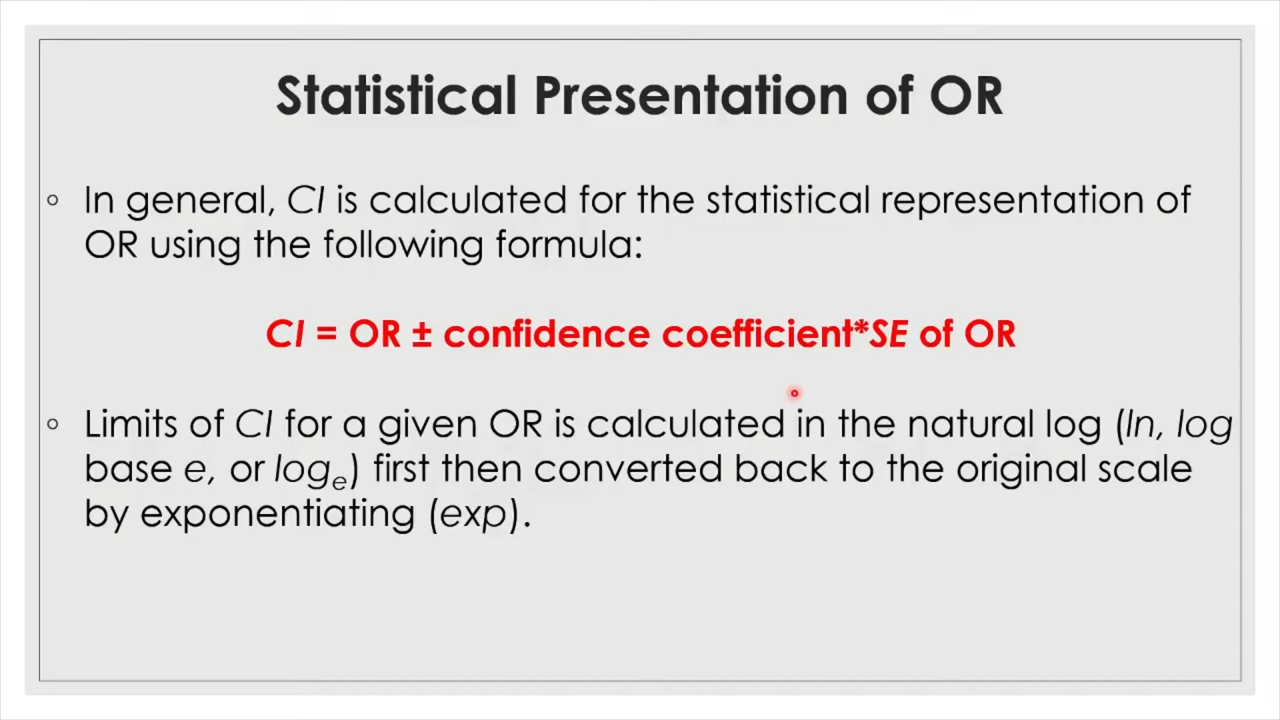 Statistical Presentation of OR
◦ In general, CI is calculated for the statistical representation of
OR using the following formula:
CI = OR ± confidence coefficient*SE of OR
◦ Limits of CI for a given OR is calculated in the natural log (ln, log
base e, or logₑ) first then converted back to the original scale
by exponentiating (exp).